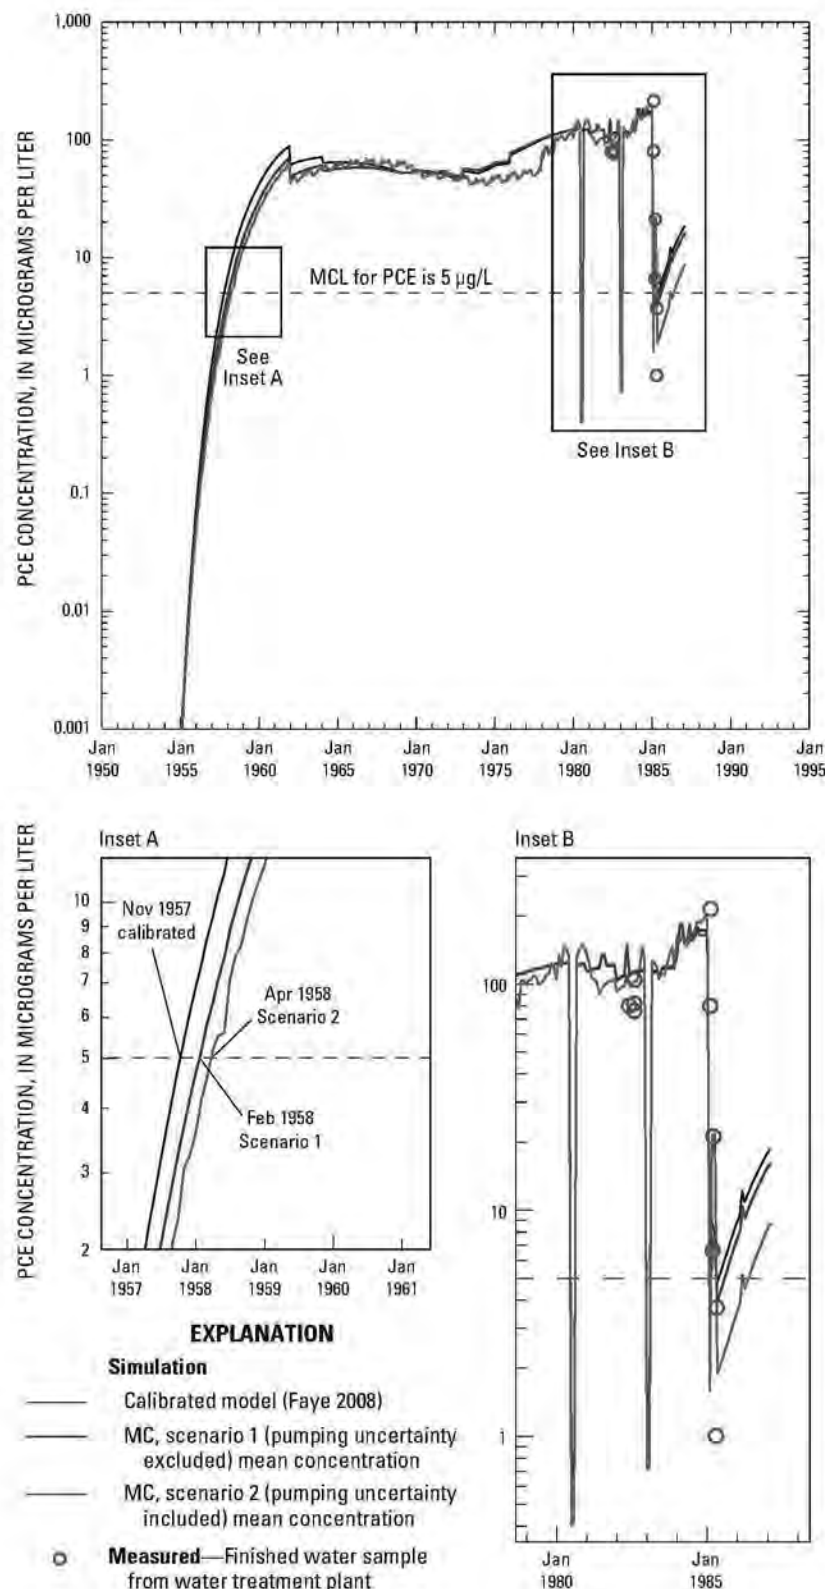 PCE CONCENTRATION, IN MICROGRAMS PER LITER
1,000
100
10
1
0.1
0.01
0.001
MCL for PCE is 5 µg/L
See
Inset A
See Inset B
Jan Jan Jan Jan Jan Jan Jan Jan Jan Jan
1950 1955 1960 1965 1970 1975 1980 1985 1990 1995
PCE CONCENTRATION, IN MICROGRAMS PER LITER
Inset A
10
9
8
7
6
5
4
3
2
Nov 1957
calibrated
Apr 1958
Scenario 2
Feb 1958
Scenario 1
Jan Jan Jan Jan Jan
1957 1958 1959 1960 1961
Inset B
100
10
1
Jan Jan
1980 1985
EXPLANATION
Simulation
Calibrated model (Faye 2008)
MC, scenario 1 (pumping uncertainty
excluded) mean concentration
MC, scenario 2 (pumping uncertainty
included) mean concentration
Measured—Finished water sample
from water treatment plant